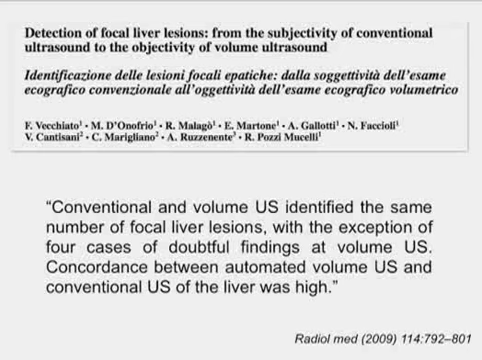 Detection of focal liver lesions: from the subjectivity of conventional
ultrasound to the objectivity of volume ultrasound
Identificazione delle lesioni focali epatiche: dalla soggettività dell'esame
ecografico convenzionale all'oggettività dell'esame ecografico volumetrico
F. Vecchiato¹ • M. D'Onofrio¹ • R. Malagò¹ • E. Martone¹ • A. Gallotti¹ • N. Faccioli¹
V. Cantisani² • C. Marigliano² • A. Ruzzenente³ • R. Pozzi Mucelli¹
“Conventional and volume US identified the same
number of focal liver lesions, with the exception of
four cases of doubtful findings at volume US.
Concordance between automated volume US and
conventional US of the liver was high.”
Radiol med (2009) 114:792–801